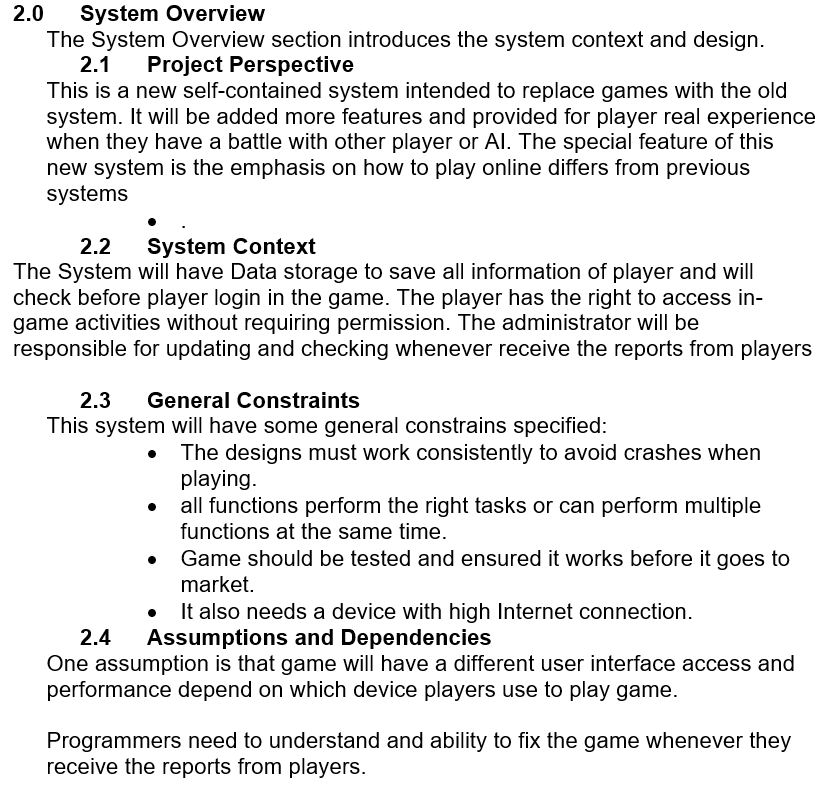 2.0 System Overview
The System Overview section introduces the system context and design.
2.1 Project Perspective
This is a new self-contained system intended to replace games with the old
system. It will be added more features and provided for player real experience
when they have a battle with other player or AI. The special feature of this
new system is the emphasis on how to play online differs from previous
systems
• .
2.2 System Context
The System will have Data storage to save all information of player and will
check before player login in the game. The player has the right to access in-
game activities without requiring permission. The administrator will be
responsible for updating and checking whenever receive the reports from players
2.3 General Constraints
This system will have some general constrains specified:
• The designs must work consistently to avoid crashes when
playing.
• all functions perform the right tasks or can perform multiple
functions at the same time.
• Game should be tested and ensured it works before it goes to
market.
• It also needs a device with high Internet connection.
2.4 Assumptions and Dependencies
One assumption is that game will have a different user interface access and
performance depend on which device players use to play game.
Programmers need to understand and ability to fix the game whenever they
receive the reports from players.